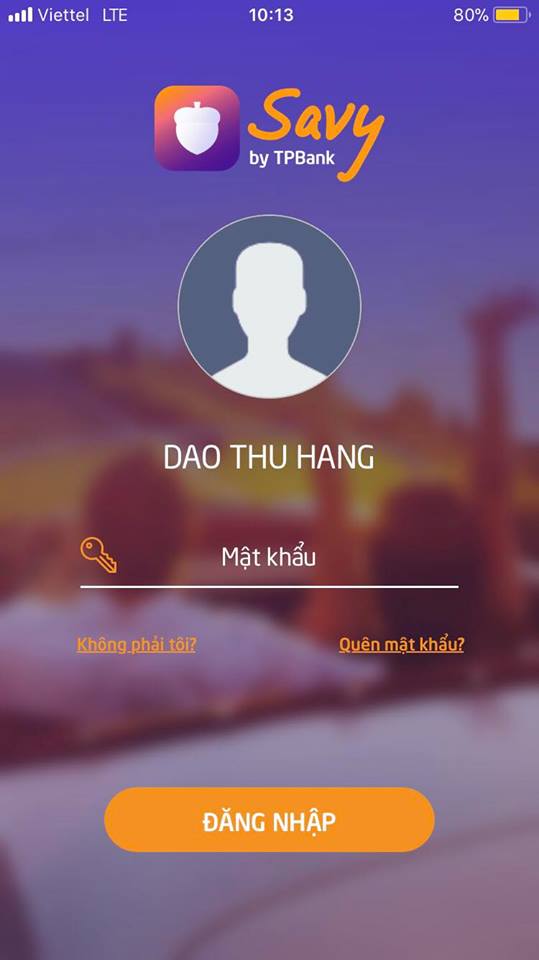 Viettel LTE 10:13 80%
Savy
by TPBank
DAO THU HANG
Mật khẩu
Không phải tôi? Quên mật khẩu?
ĐĂNG NHẬP